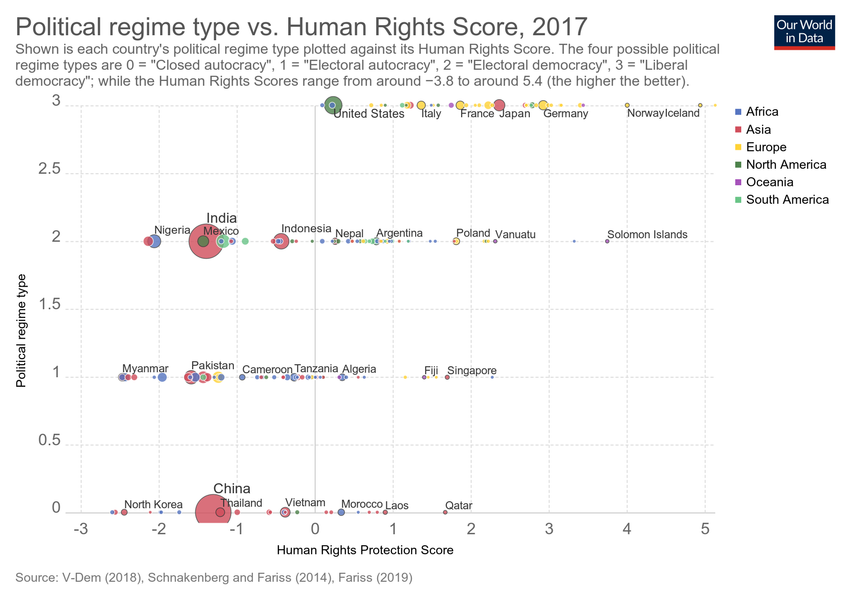 Political regime type vs. Human Rights Score, 2017
Our World
in Data
Shown is each country's political regime type plotted against its Human Rights Score. The four possible political
regime types are 0 = "Closed autocracy", 1 = "Electoral autocracy", 2 = "Electoral democracy", 3 = "Liberal
democracy"; while the Human Rights Scores range from around −3.8 to around 5.4 (the higher the better).
3
United States Italy France Japan Germany Norway Iceland
2.5
India
Nigeria Mexico Indonesia Nepal Argentina Poland Vanuatu Solomon Islands
2
1.5
Myanmar Pakistan Cameroon Tanzania Algeria Fiji Singapore
1
0.5
China
North Korea Thailand Vietnam Morocco Laos Qatar
0
-3 -2 -1 0 1 2 3 4 5
Human Rights Protection Score
Political regime type
Africa
Asia
Europe
North America
Oceania
South America
Source: V-Dem (2018), Schnakenberg and Fariss (2014), Fariss (2019)